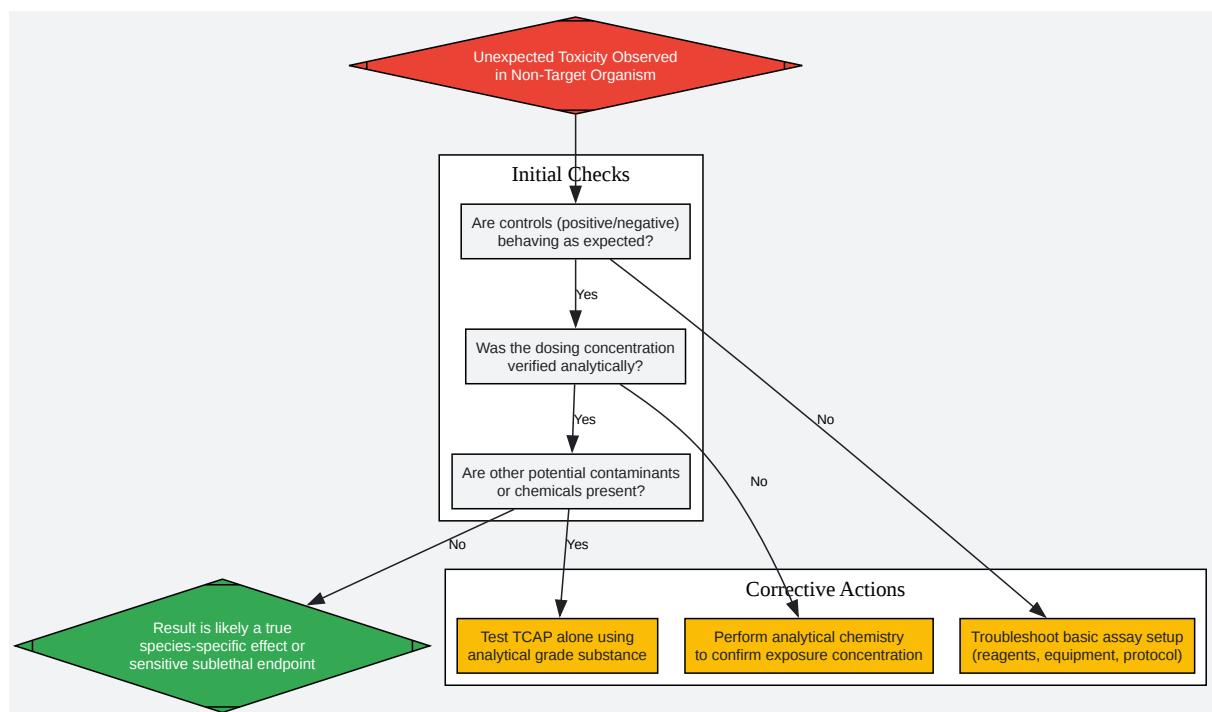 Unexpected Toxicity Observed
in Non-Target Organism
Initial Checks
Are controls (positive/negative)
behaving as expected?
Yes
Was the dosing concentration
verified analytically?
No
Yes
Are other potential contaminants
or chemicals present?
No
No
Yes
Corrective Actions
Result is likely a true
species-specific effect or
sensitive sublethal endpoint
Test TCAP alone using
analytical grade substance
Perform analytical chemistry
to confirm exposure concentration
Troubleshoot basic assay setup
(reagents, equipment, protocol)